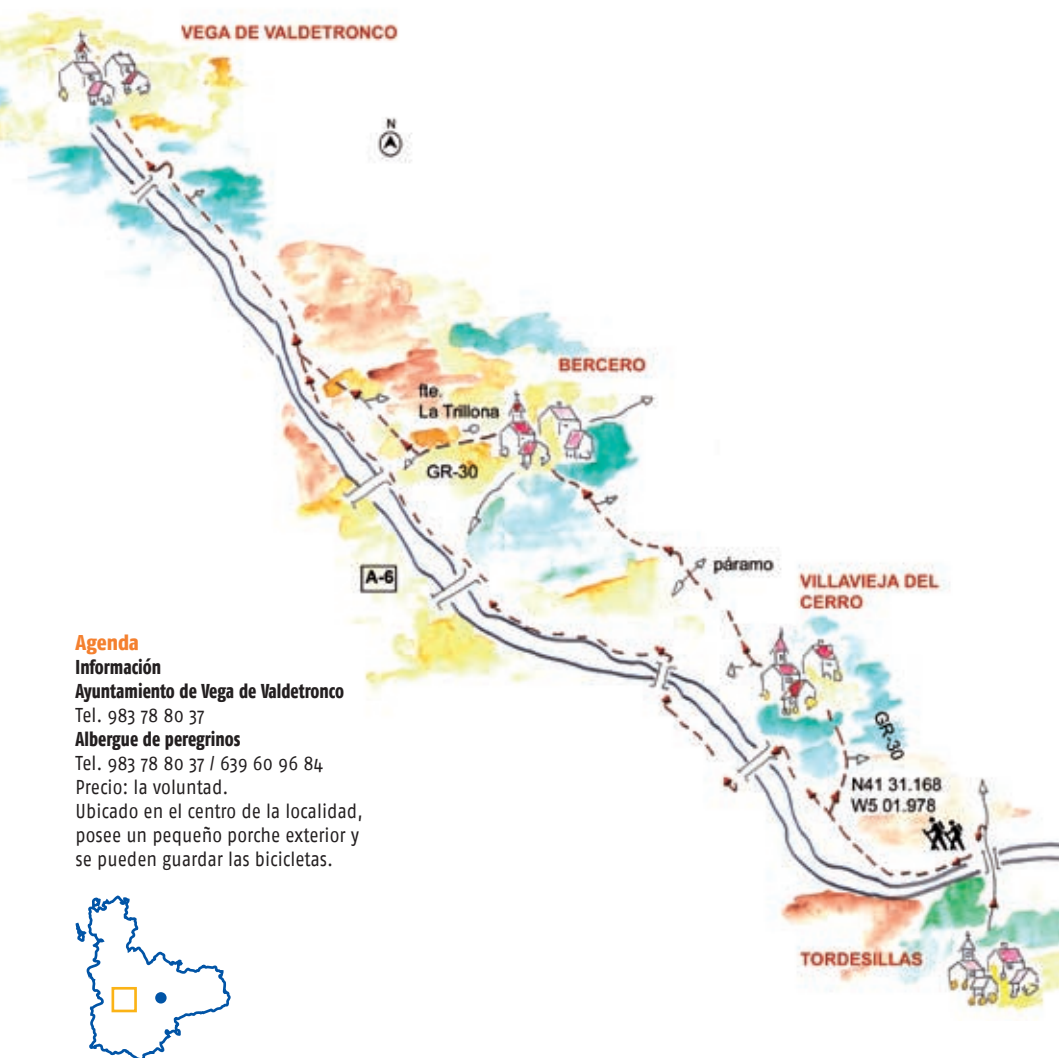 VEGA DE VALDETRONCO
N
BERCERO
fte.
La Trillona
GR-30
páramo
A-6
VILLAVIEJA DEL
CERRO
GR-30
N41 31.168
W5 01.978
TORDESILLAS
Agenda
Información
Ayuntamiento de Vega de Valdetronco
Tel. 983 78 80 37
Albergue de peregrinos
Tel. 983 78 80 37 / 639 60 96 84
Precio: la voluntad.
Ubicado en el centro de la localidad,
posee un pequeño porche exterior y
se pueden guardar las bicicletas.